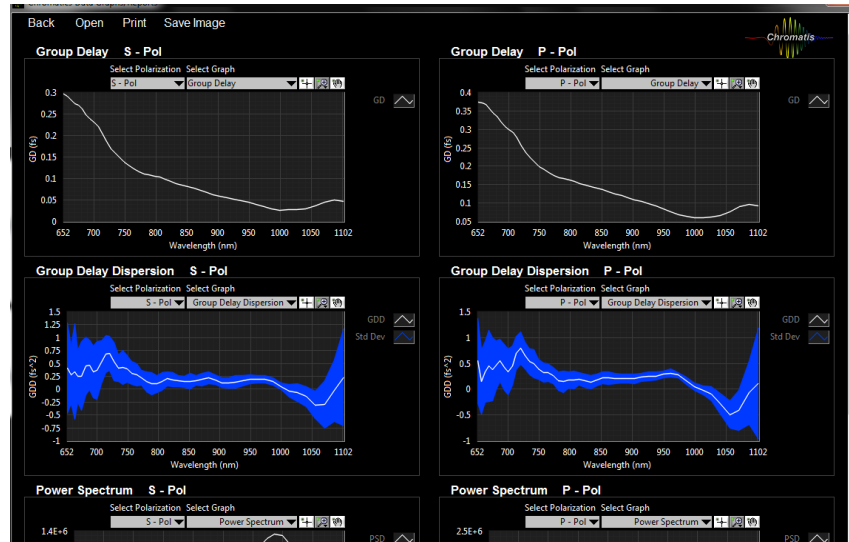 Back Open Print Save Image
Chromatis
Group Delay S - Pol
Select Polarization Select Graph
S - Pol Group Delay
GD
GD (fs)
0.3
0.25
0.2
0.15
0.1
0.05
0
652 700 750 800 850 900 950 1000 1050 1102
Wavelength (nm)
Group Delay P - Pol
Select Polarization Select Graph
P - Pol Group Delay
GD
GD (fs)
0.4
0.35
0.3
0.25
0.2
0.15
0.1
0.05
652 700 750 800 850 900 950 1000 1050 1102
Wavelength (nm)
Group Delay Dispersion S - Pol
Select Polarization Select Graph
S - Pol Group Delay Dispersion
GDD
Std Dev
GDD (fs^2)
1.5
1.25
1
0.75
0.5
0.25
0
-0.25
-0.5
-0.75
-1
652 700 750 800 850 900 950 1000 1050 1102
Wavelength (nm)
Group Delay Dispersion P - Pol
Select Polarization Select Graph
P - Pol Group Delay Dispersion
GDD
Std Dev
GDD (fs^2)
1.5
1
0.5
0
-0.5
-1
652 700 750 800 850 900 950 1000 1050 1102
Wavelength (nm)
Power Spectrum S - Pol
Select Polarization Select Graph
S - Pol Power Spectrum
1.4E+6
PSD
Power Spectrum P - Pol
Select Polarization Select Graph
P - Pol Power Spectrum
2.5E+6
PSD